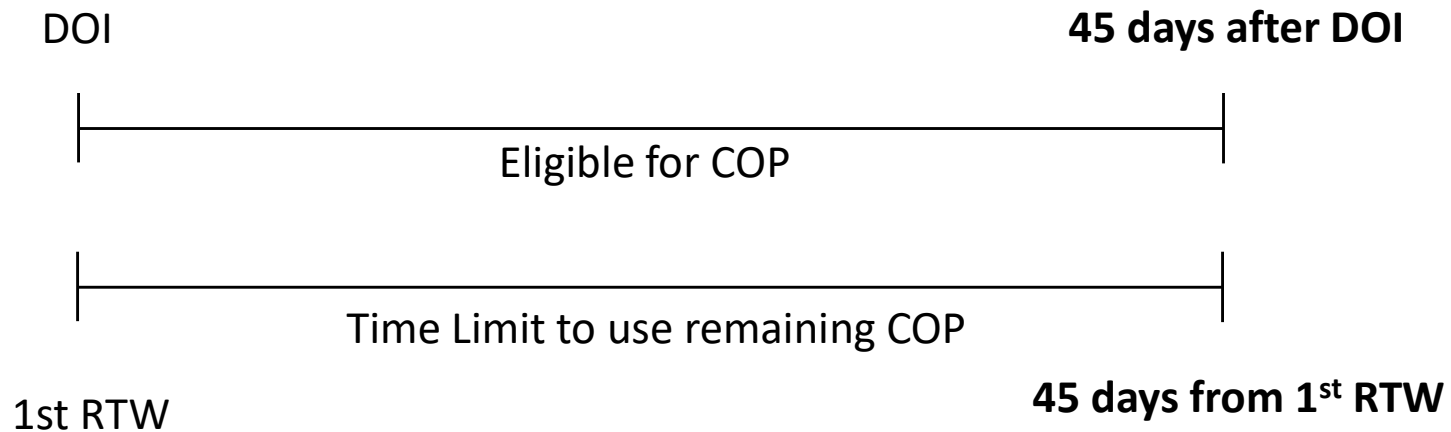 DOI
45 days after DOI
Eligible for COP
Time Limit to use remaining COP
1st RTW
45 days from 1st RTW